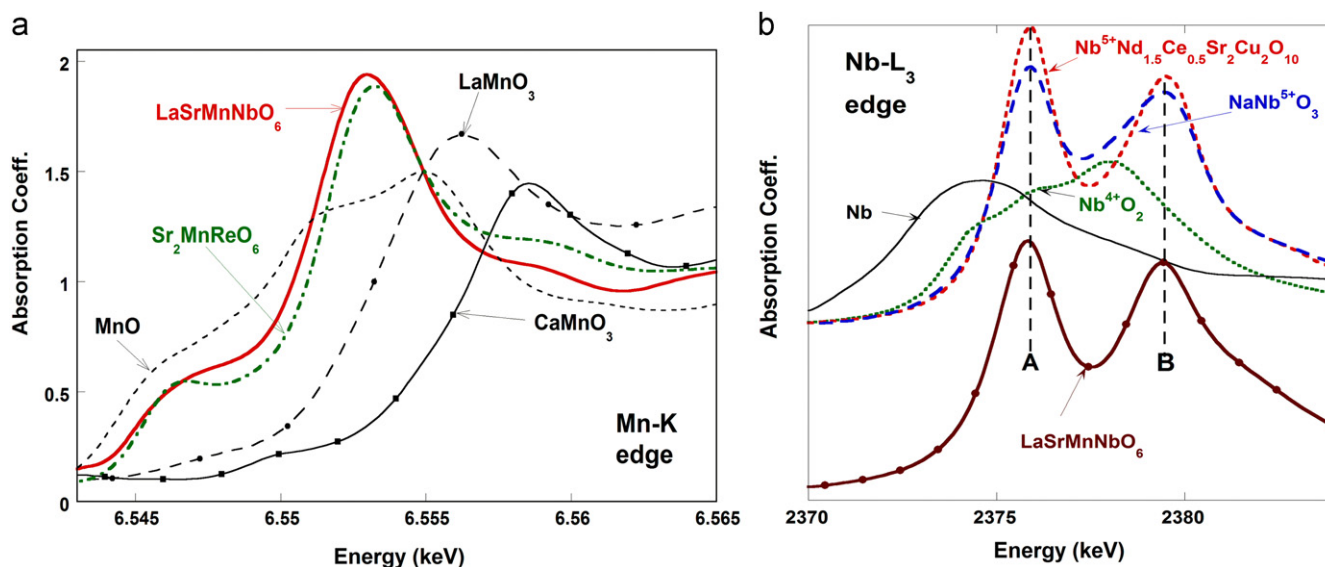 a
2
1.5
1
0.5
0
Absorption Coeff.
LaSrMnNbO6
LaMnO3
Sr2MnReO6
MnO
CaMnO3
Mn-K
edge
6.545
6.55
6.555
6.56
6.565
Energy (keV)
b
Absorption Coeff.
Nb-L3
edge
Nb5+Nd1.5Ce0.5Sr2Cu2O10
NaNb5+O3
Nb
Nb4+O2
A
B
LaSrMnNbO6
2370
2375
2380
Energy (keV)